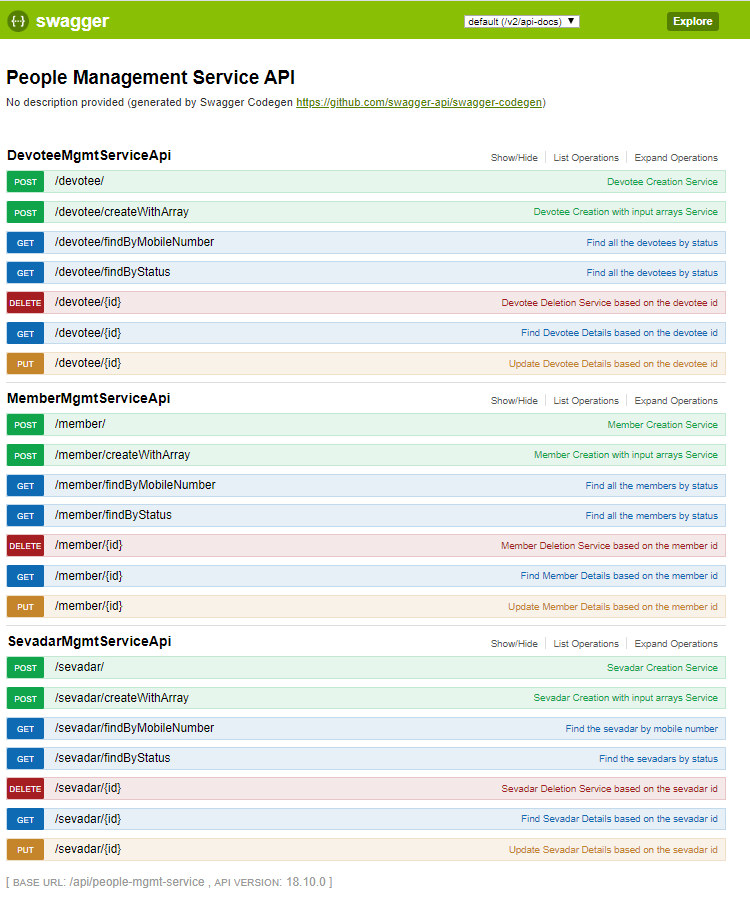 swagger default (/v2/api-docs) Explore
People Management Service API
No description provided (generated by Swagger Codegen https://github.com/swagger-api/swagger-codegen)
DevoteeMgmtServiceApi Show/Hide List Operations Expand Operations
POST /devotee/ Devotee Creation Service
POST /devotee/createWithArray Devotee Creation with input arrays Service
GET /devotee/findByMobileNumber Find all the devotees by status
GET /devotee/findByStatus Find all the devotees by status
DELETE /devotee/{id} Devotee Deletion Service based on the devotee id
GET /devotee/{id} Find Devotee Details based on the devotee id
PUT /devotee/{id} Update Devotee Details based on the devotee id
MemberMgmtServiceApi Show/Hide List Operations Expand Operations
POST /member/ Member Creation Service
POST /member/createWithArray Member Creation with input arrays Service
GET /member/findByMobileNumber Find all the members by status
GET /member/findByStatus Find all the members by status
DELETE /member/{id} Member Deletion Service based on the member id
GET /member/{id} Find Member Details based on the member id
PUT /member/{id} Update Member Details based on the member id
SevadarMgmtServiceApi Show/Hide List Operations Expand Operations
POST /sevadar/ Sevadar Creation Service
POST /sevadar/createWithArray Sevadar Creation with input arrays Service
GET /sevadar/findByMobileNumber Find the sevadar by mobile number
GET /sevadar/findByStatus Find the sevadars by status
DELETE /sevadar/{id} Sevadar Deletion Service based on the sevadar id
GET /sevadar/{id} Find Sevadar Details based on the sevadar id
PUT /sevadar/{id} Update Sevadar Details based on the sevadar id
[ BASE URL: /api/people-mgmt-service , API VERSION: 18.10.0 ]